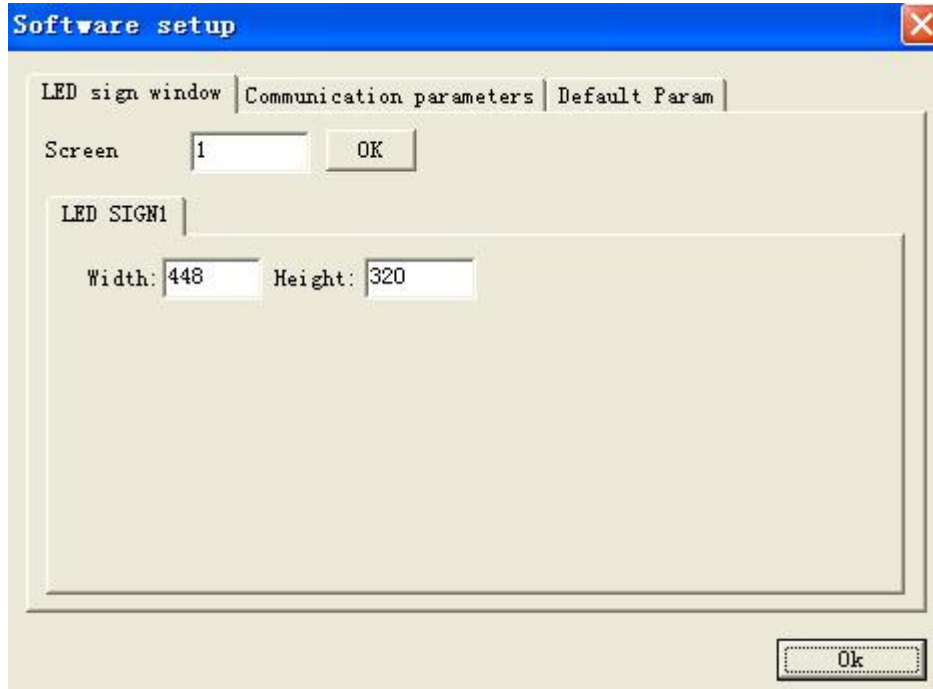 Software setup
LED sign window Communication parameters Default Param
Screen 1 OK
LED SIGN1
Width: 448 Height: 320
Ok